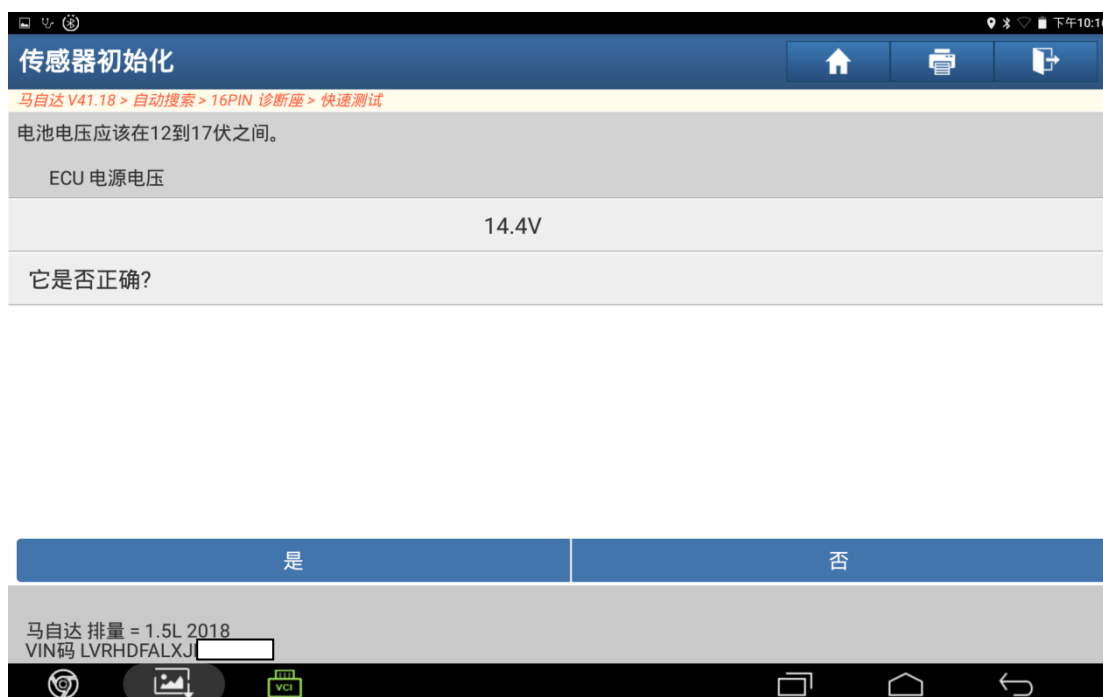 下午10:16
传感器初始化
马自达 V41.18 > 自动搜索 > 16PIN 诊断座 > 快速测试
电池电压应该在12到17伏之间。
ECU 电源电压
14.4V
它是否正确?
是
否
马自达 排量 = 1.5L 2018
VIN码 LVRHDFALXJ
VCI